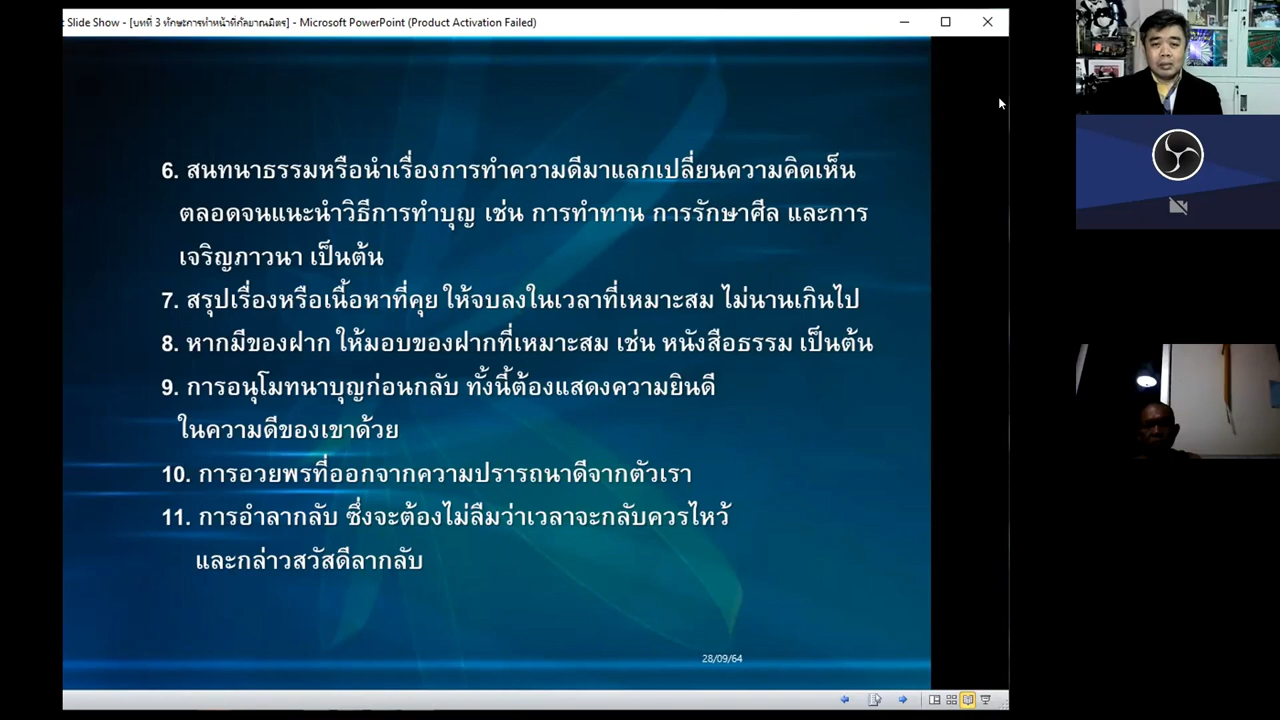 Slide Show - [บทที่ 3 ทักษะการทำหน้าที่กัลยาณมิตร] - Microsoft PowerPoint (Product Activation Failed)
6. สนทนาธรรมหรือนำเรื่องการทำความดีมาแลกเปลี่ยนความคิดเห็น
ตลอดจนแนะนำวิธีการทำบุญ เช่น การทำทาน การรักษาศีล และการ
เจริญภาวนา เป็นต้น
7. สรุปเรื่องหรือเนื้อหาที่คุย ให้จบลงในเวลาที่เหมาะสม ไม่นานเกินไป
8. หากมีของฝาก ให้มอบของฝากที่เหมาะสม เช่น หนังสือธรรม เป็นต้น
9. การอนุโมทนาบุญก่อนกลับ ทั้งนี้ต้องแสดงความยินดี
ในความดีของเขาด้วย
10. การอวยพรที่ออกจากความปรารถนาดีจากตัวเรา
11. การอำลากลับ ซึ่งจะต้องไม่ลืมว่าเวลาจะกลับควรไหว้
และกล่าวสวัสดีลากลับ
28/09/64